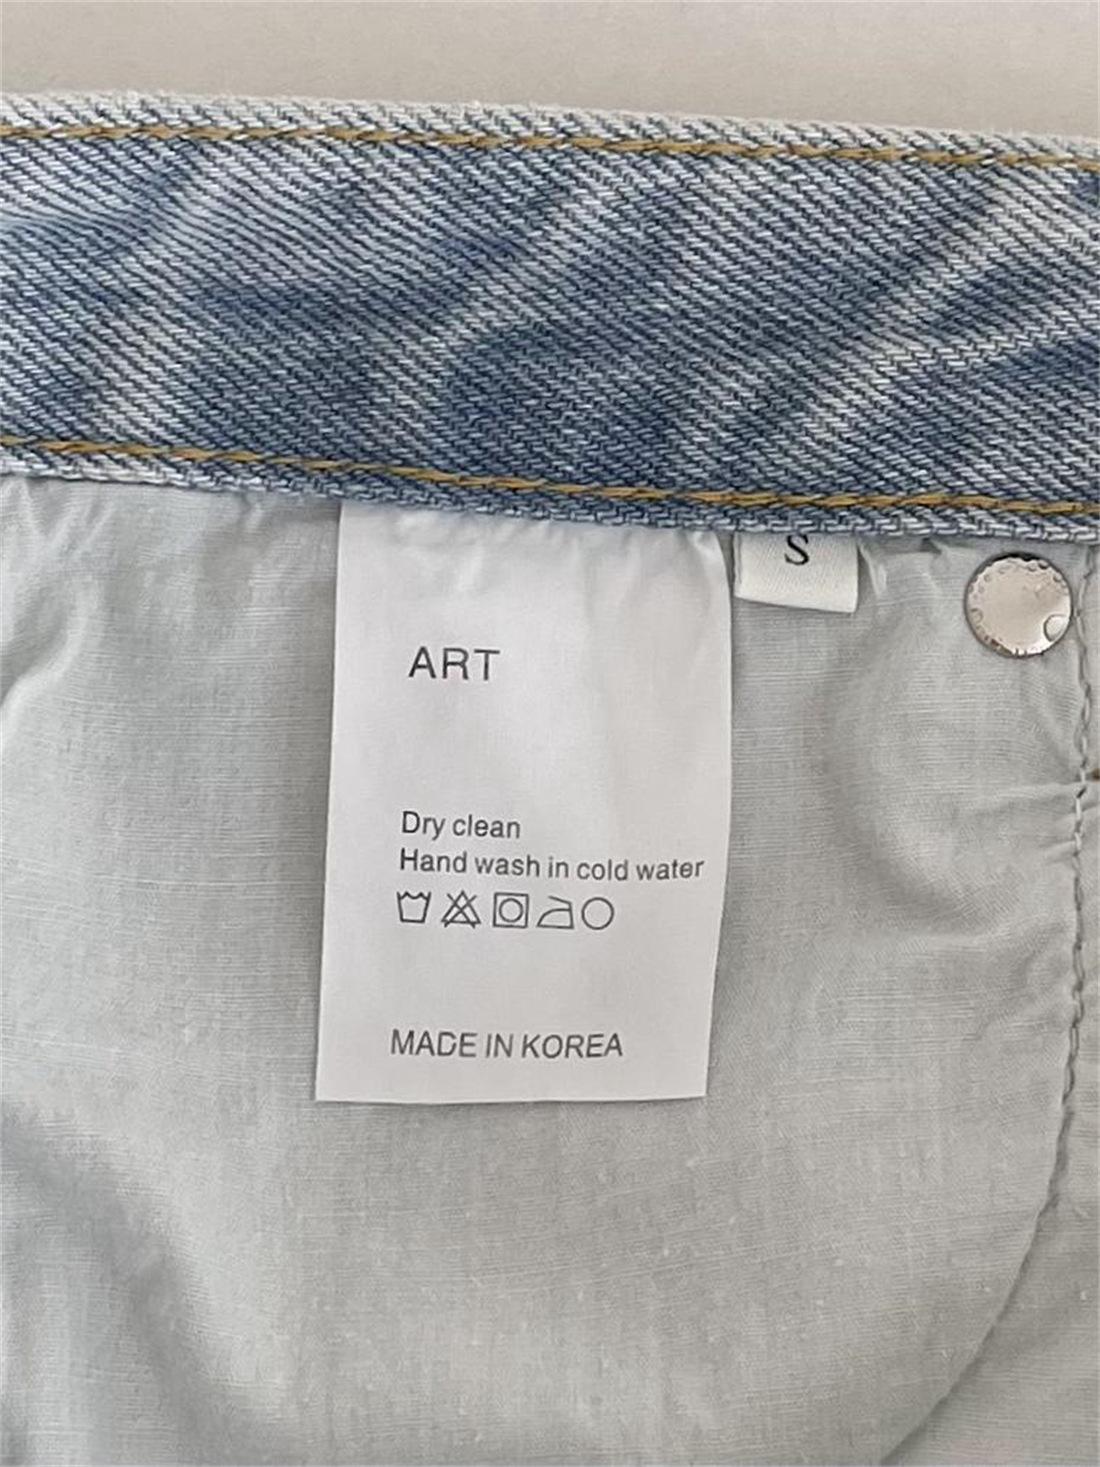 S
ART
Dry clean
Hand wash in cold water
MADE IN KOREA